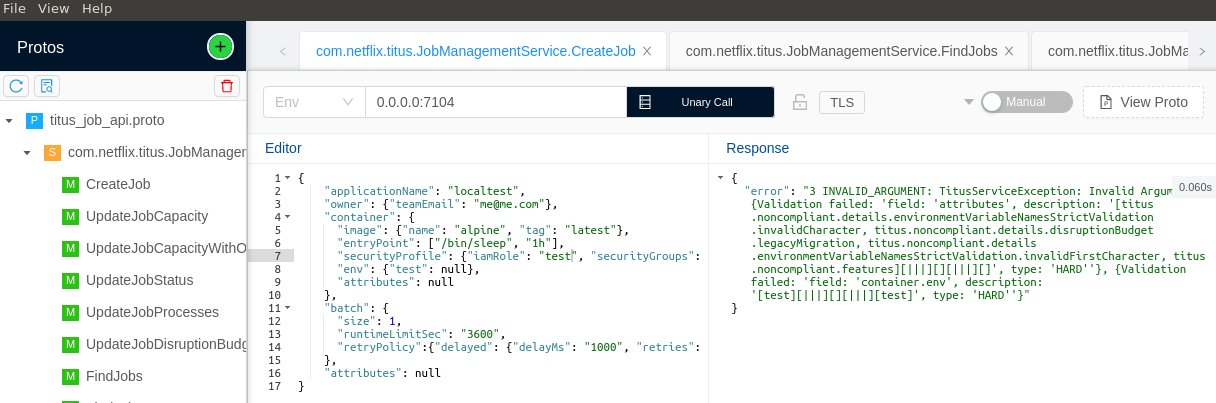 File View Help
Protos
com.netflix.titus.JobManagementService.CreateJob
com.netflix.titus.JobManagementService.FindJobs
com.netflix.titus.JobMa
Env
0.0.0.0:7104
Unary Call
TLS
Manual
View Proto
P titus_job_api.proto
S com.netflix.titus.JobManager
M CreateJob
M UpdateJobCapacity
M UpdateJobCapacityWithO
M UpdateJobStatus
M UpdateJobProcesses
M UpdateJobDisruptionBudg
M FindJobs
Editor
1 {
2 "applicationName": "localtest",
3 "owner": {"teamEmail": "me@me.com"},
4 "container": {
5 "image": {"name": "alpine", "tag": "latest"},
6 "entryPoint": ["/bin/sleep", "1h"],
7 "securityProfile": {"iamRole": "test", "securityGroups":
8 "env": {"test": null},
9 "attributes": null
10 },
11 "batch": {
12 "size": 1,
13 "runtimeLimitSec": "3600",
14 "retryPolicy":{"delayed": {"delayMs": "1000", "retries":
15 },
16 "attributes": null
17 }
Response
{
"error": "3 INVALID_ARGUMENT: TitusServiceException: Invalid Argum
0.060s
{Validation failed: 'field: 'attributes', description: '[titus
.noncompliant.details.environmentVariableNamesStrictValidation
.invalidCharacter, titus.noncompliant.details.disruptionBudget
.legacyMigration, titus.noncompliant.details
.environmentVariableNamesStrictValidation.invalidFirstCharacter, titus
.noncompliant.features][|||][][|||][]', type: 'HARD''}, {Validation
failed: 'field: 'container.env', description:
'[test][|||][][|||][test]', type: 'HARD''}"
}